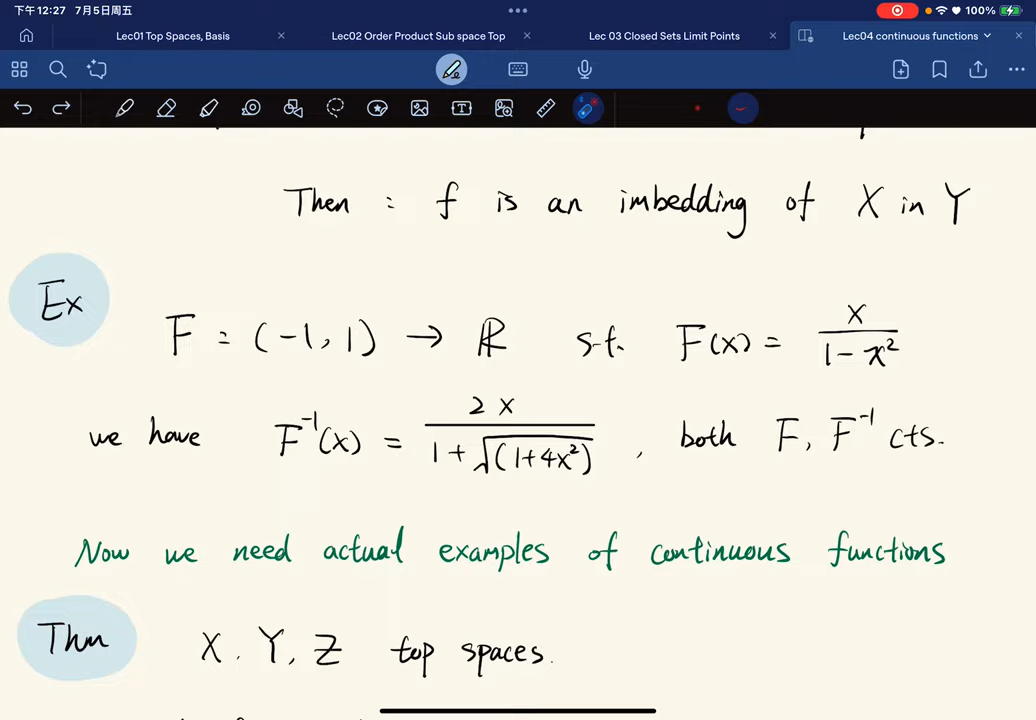 下午12:27 7月5日周五
100%
Lec01 Top Spaces, Basis
Lec02 Order Product Sub space Top
Lec 03 Closed Sets Limit Points
Lec04 continuous functions
Then : f is an imbedding of X in Y
Ex
F : (-1, 1) → ℝ s.t. F(x) = x / (1 - x²)
we have F⁻¹(x) = 2x / (1 + √(1+4x²)) , both F, F⁻¹ cts.
Now we need actual examples of continuous functions
Thm X, Y, Z top spaces.